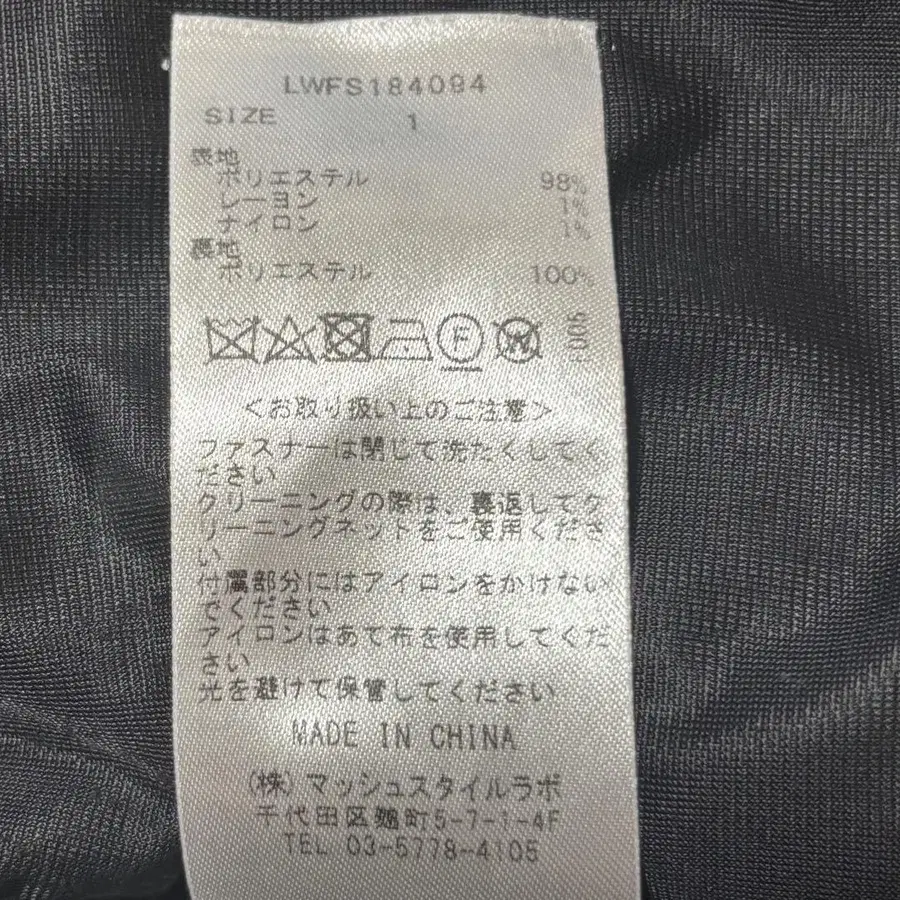 LWFS184094
SIZE 1
表地
ポリエステル 98%
レーヨン 1%
ナイロン 1%
裏地
ポリエステル 100%
F W 003
<お取り扱い上のご注意>
ファスナーは閉じて洗たくしてく
ださい
クリーニングの際は、裏返してク
リーニングネットをご使用くださ
い
付属部分にはアイロンをかけない
でください
アイロンはあて布を使用してくだ
さい
光を避けて保管してください
MADE IN CHINA
(株)マッシュスタイルラボ
千代田区麹町5-7-1-4F
TEL 03-5778-4105